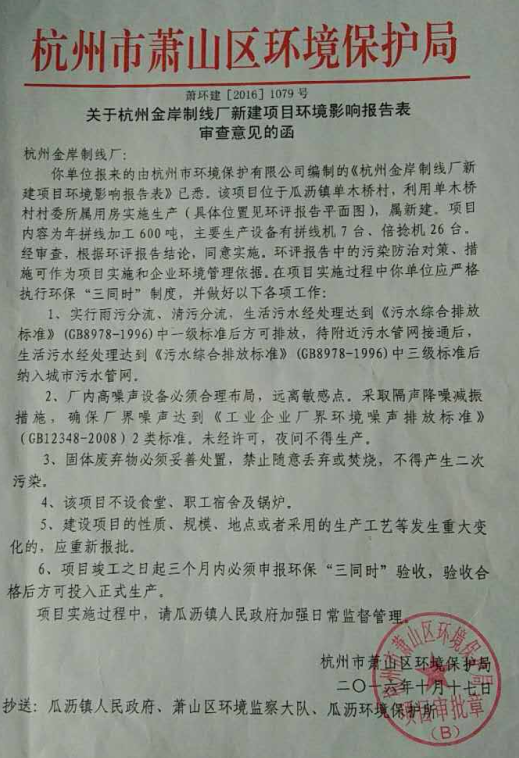 杭州市萧山区环境保护局
萧环建［2016］1079 号
关于杭州金岸制线厂新建项目环境影响报告表
审查意见的函
杭州金岸制线厂:
你单位报来的由杭州市环境保护有限公司编制的《杭州金岸制线厂新
建项目环境影响报告表》已悉。该项目位于瓜沥镇单木桥村，利用单木桥
村村委所属用房实施生产（具体位置见环评报告平面图），属新建。项目
内容为年拼线加工 600 吨，主要生产设备有拼线机 7 台、倍捻机 26 台。
经审查，根据环评报告结论，同意实施。环评报告中的污染防治对策、措
施可作为项目实施和企业环境管理依据。在项目实施过程中你单位应严格
执行环保“三同时”制度，并做好以下各项工作:
1、实行雨污分流、清污分流，生活污水经处理达到《污水综合排放
标准》(GB8978-1996)中一级标准后方可排放，待附近污水管网接通后，
生活污水经处理达到《污水综合排放标准》(GB8978-1996)中三级标准后
纳入城市污水管网。
2、厂内高噪声设备必须合理布局，远离敏感点。采取隔声降噪减振
措施，确保厂界噪声达到《工业企业厂界环境噪声排放标准》
(GB12348-2008) 2 类标准。未经许可，夜间不得生产。
3、固体废弃物必须妥善处置，禁止随意丢弃或焚烧，不得产生二次
污染。
4、该项目不设食堂、职工宿舍及锅炉。
5、建设项目的性质、规模、地点或者采用的生产工艺等发生重大变
化的，应重新报批。
6、项目竣工之日起三个月内必须申报环保“三同时”验收，验收合
格后方可投入正式生产。
项目实施过程中，请瓜沥镇人民政府加强日常监督管理。
杭州市萧山区环境保护局
二〇一六年十月十七日
抄送: 瓜沥镇人民政府、萧山区环境监察大队、瓜沥环境保护所
杭州市萧山区环境保护局
项目审批章
(B)